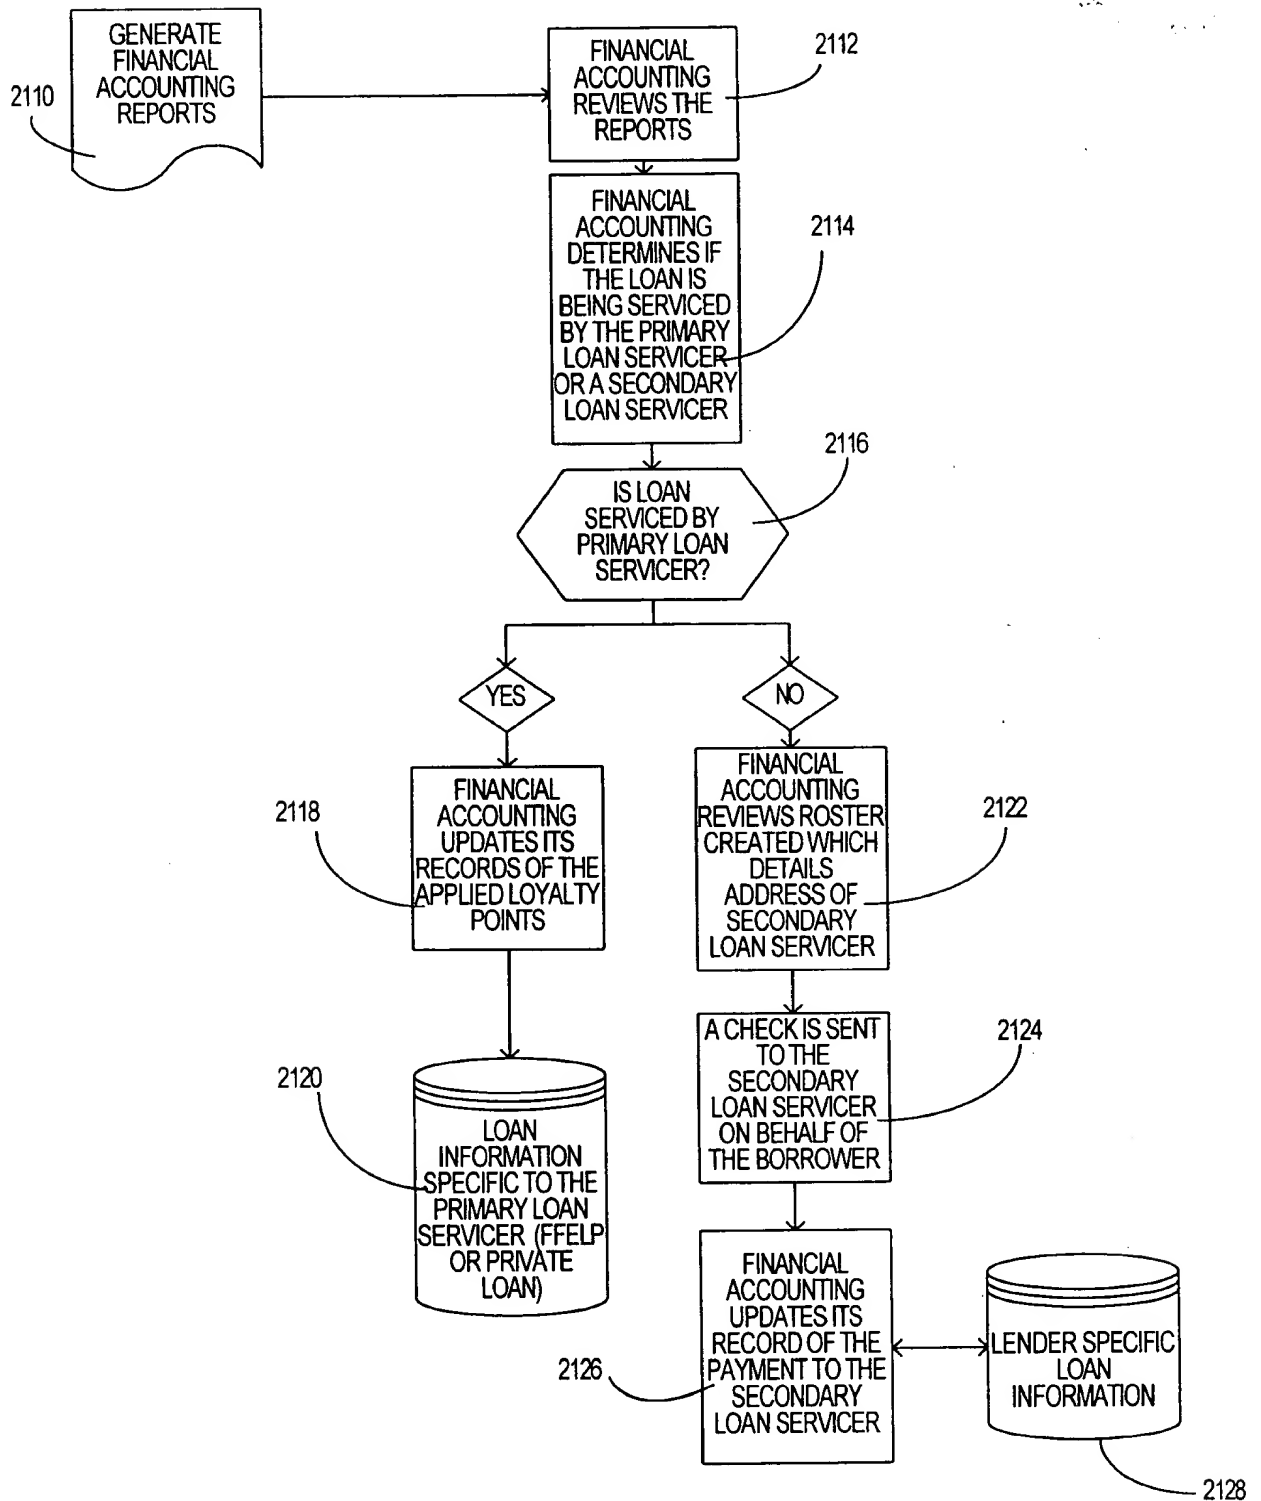 GENERATE
FINANCIAL
ACCOUNTING
REPORTS
2110
FINANCIAL
ACCOUNTING
REVIEWS THE
REPORTS
2112
FINANCIAL
ACCOUNTING
DETERMINES IF
THE LOAN IS
BEING SERVICED
BY THE PRIMARY
LOAN SERVICER
OR A SECONDARY
LOAN SERVICER
2114
IS LOAN
SERVICED BY
PRIMARY LOAN
SERVICER?
2116
YES
NO
FINANCIAL
ACCOUNTING
UPDATES ITS
RECORDS OF THE
APPLIED LOYALTY
POINTS
2118
FINANCIAL
ACCOUNTING
REVIEWS ROSTER
CREATED WHICH
DETAILS
ADDRESS OF
SECONDARY
LOAN SERVICER
2122
LOAN
INFORMATION
SPECIFIC TO THE
PRIMARY LOAN
SERVICER (FFELP
OR PRIVATE
LOAN)
2120
A CHECK IS SENT
TO THE
SECONDARY
LOAN SERVICER
ON BEHALF OF
THE BORROWER
2124
FINANCIAL
ACCOUNTING
UPDATES ITS
RECORD OF THE
PAYMENT TO THE
SECONDARY
LOAN SERVICER
2126
LENDER SPECIFIC
LOAN
INFORMATION
2128